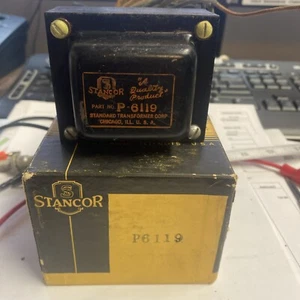 STANCOR
A
Quality
Product
PART NO. P-6119
STANDARD TRANSFORMER CORP.
CHICAGO, ILL. U. S. A.
S
STANCOR
P6119